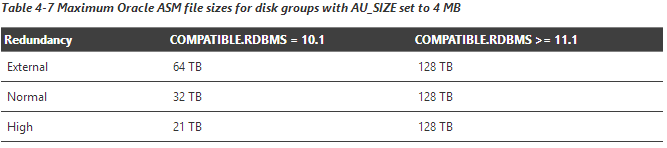 Table 4-7 Maximum Oracle ASM file sizes for disk groups with AU_SIZE set to 4 MB
Redundancy COMPATIBLE.RDBMS = 10.1 COMPATIBLE.RDBMS >= 11.1
External 64 TB 128 TB
Normal 32 TB 128 TB
High 21 TB 128 TB